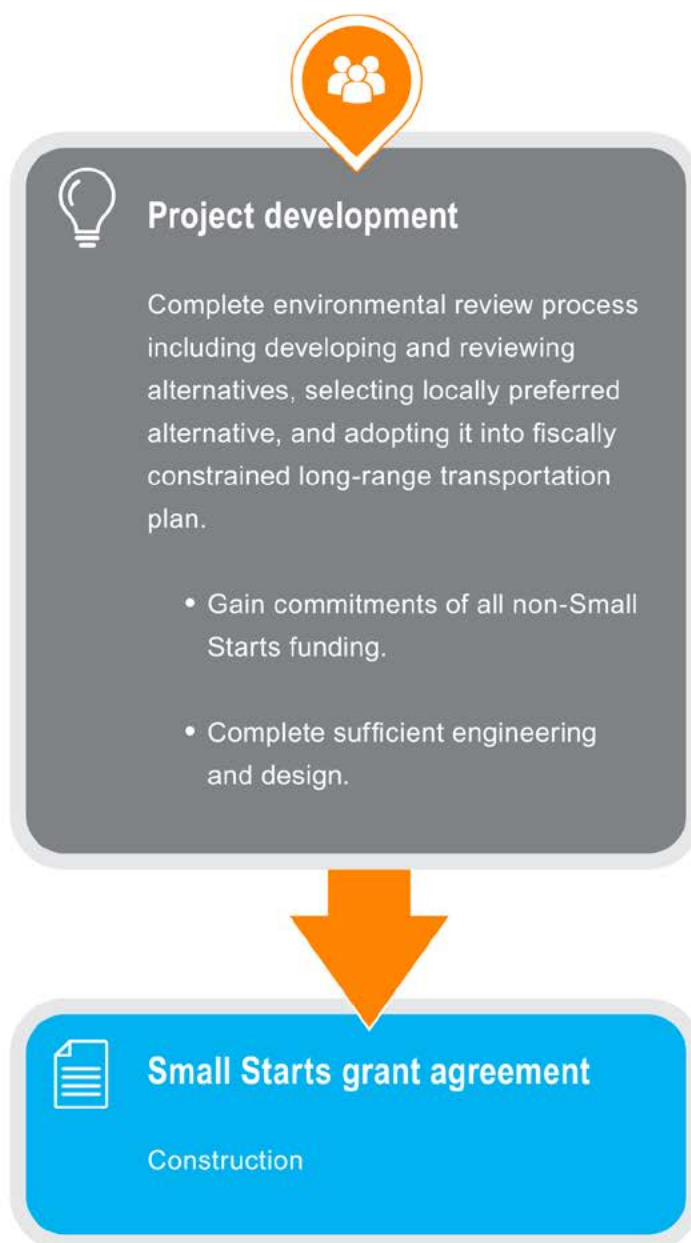 Project development
Complete environmental review process
including developing and reviewing
alternatives, selecting locally preferred
alternative, and adopting it into fiscally
constrained long-range transportation
plan.
• Gain commitments of all non-Small
Starts funding.
• Complete sufficient engineering
and design.
Small Starts grant agreement
Construction